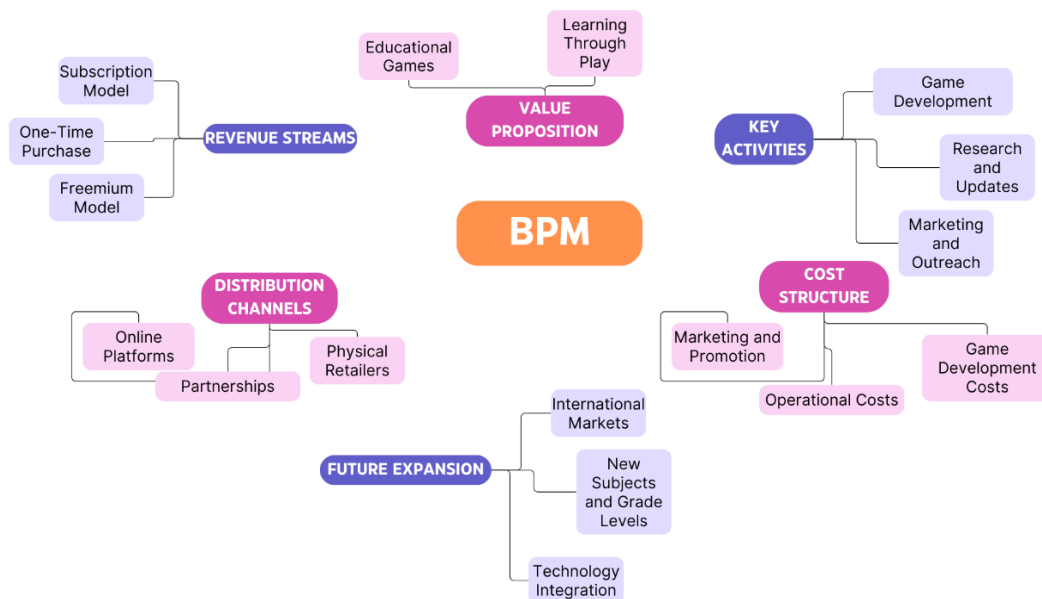 Subscription
Model
One-Time
Purchase
Freemium
Model
REVENUE STREAMS
Educational
Games
Learning
Through
Play
VALUE
PROPOSITION
KEY
ACTIVITIES
Game
Development
Research
and
Updates
Marketing
and
Outreach
BPM
DISTRIBUTION
CHANNELS
Online
Platforms
Partnerships
Physical
Retailers
COST
STRUCTURE
Marketing and
Promotion
Operational Costs
Game
Development
Costs
FUTURE EXPANSION
International
Markets
New
Subjects
and Grade
Levels
Technology
Integration